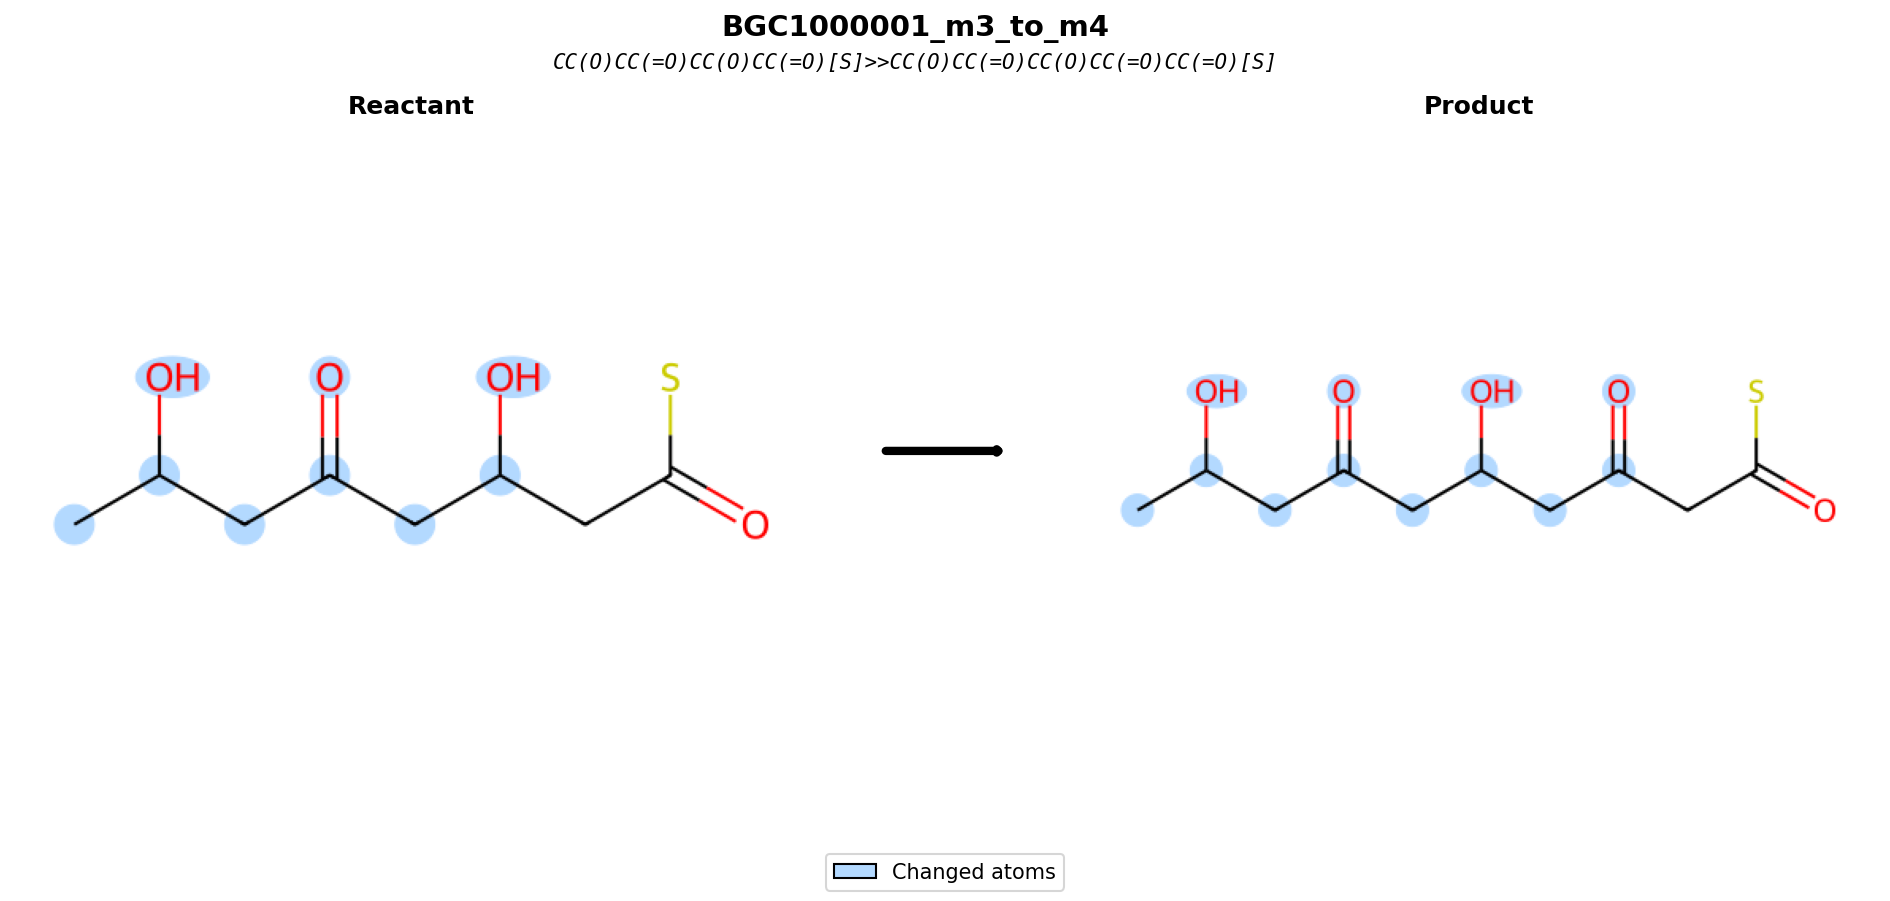 BGC1000001_m3_to_m4
CC(O)CC(=O)CC(O)CC(=O)[S]>>CC(O)CC(=O)CC(O)CC(=O)CC(=O)[S]
Reactant
Product
OH O OH S O
OH O OH O S O
Changed atoms